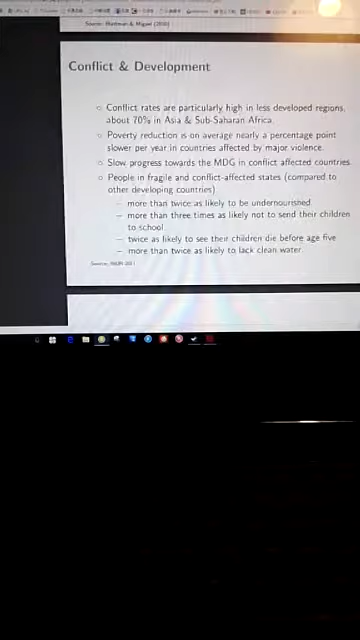 Conflict & Development
Conflict rates are particularly high in less developed regions,
about 70% in Asia & Sub-Saharan Africa.
Poverty reduction is on average nearly a percentage point
slower per year in countries affected by major violence.
Slow progress towards the MDG in conflict affected countries.
People in fragile and conflict-affected states (compared to
other developing countries)
– more than twice as likely to be undernourished
– more than three times as likely not to send their children
to school
– twice as likely to see their children die before age five
– more than twice as likely to lack clean water.